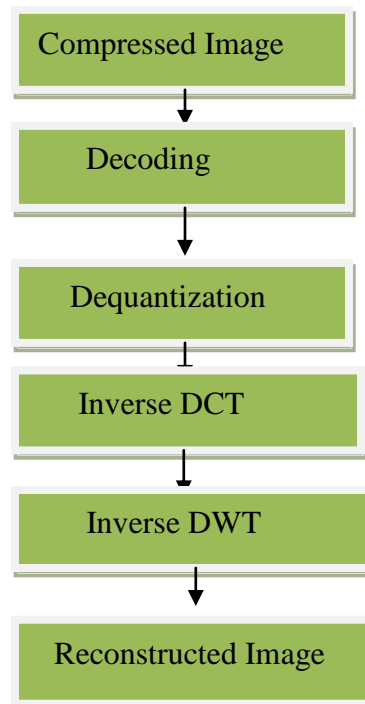 Compressed Image
Decoding
Dequantization
Inverse DCT
Inverse DWT
Reconstructed Image